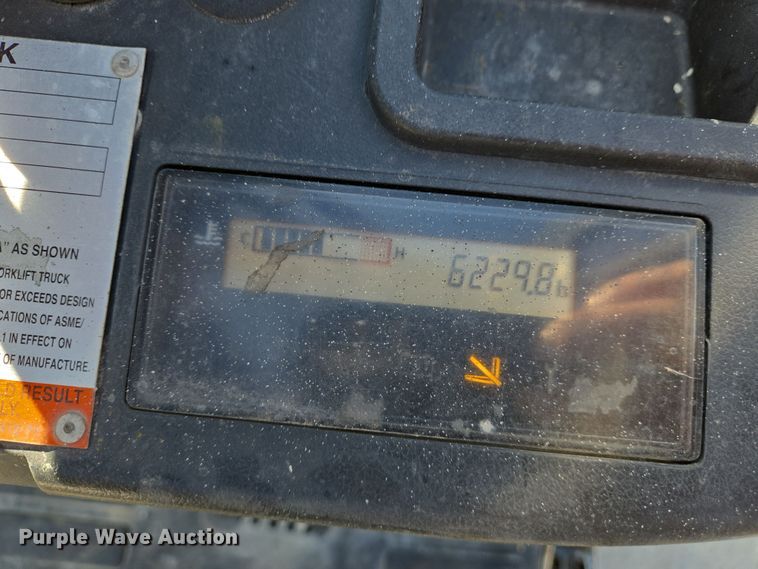 K
A" AS SHOWN
ORKLIFT TRUCK
OR EXCEEDS DESIGN
CATIONS OF ASME/
.1 IN EFFECT ON
OF MANUFACTURE.
D RESULT
LY
C H 6229.8 h
Purple Wave Auction